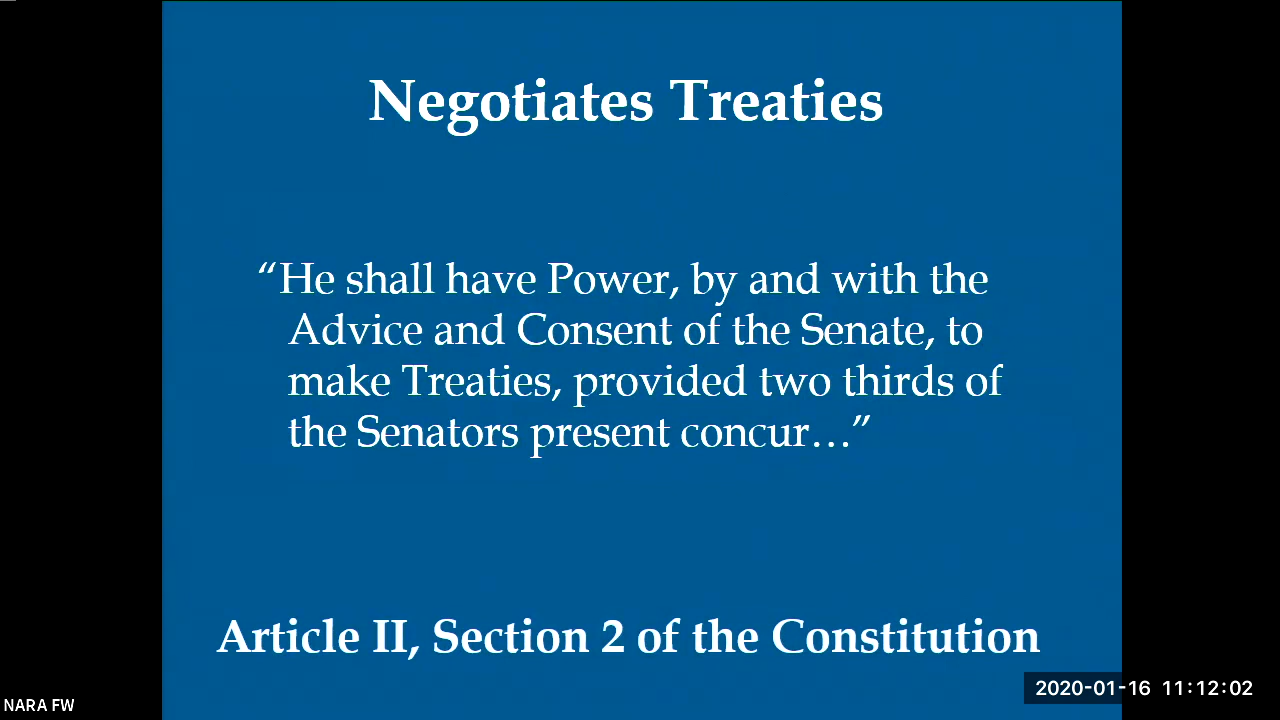 Negotiates Treaties
“He shall have Power, by and with the
Advice and Consent of the Senate, to
make Treaties, provided two thirds of
the Senators present concur…”
Article II, Section 2 of the Constitution
2020-01-16 11:12:02
NARA FW